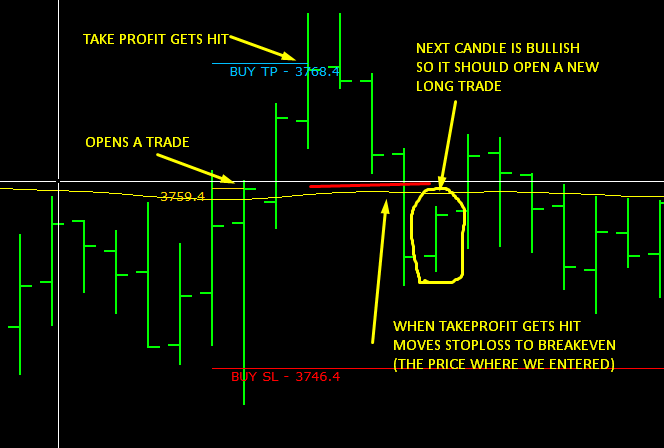 TAKE PROFIT GETS HIT
NEXT CANDLE IS BULLISH
SO IT SHOULD OPEN A NEW
LONG TRADE
BUY TP - 3768.4
OPENS A TRADE
3759.4
WHEN TAKEPROFIT GETS HIT
MOVES STOPLOSS TO BREAKEVEN
(THE PRICE WHERE WE ENTERED)
BUY SL - 3746.4